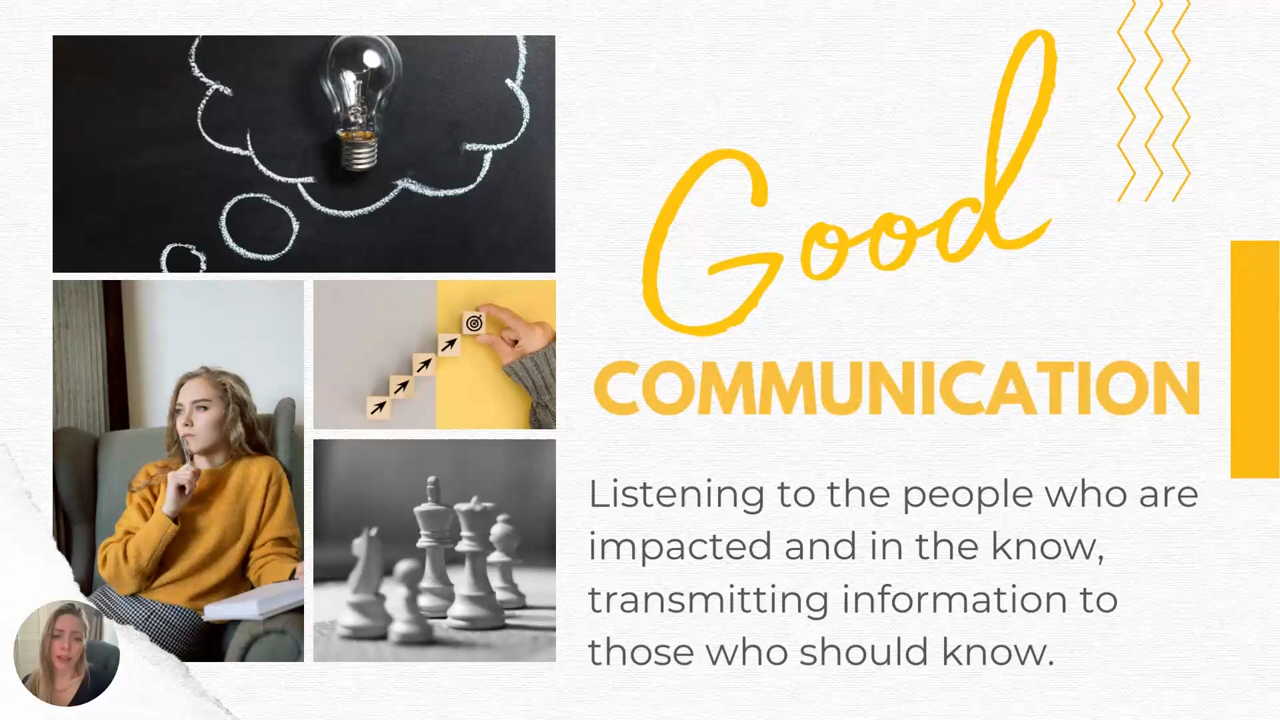 Good
COMMUNICATION
Listening to the people who are
impacted and in the know,
transmitting information to
those who should know.